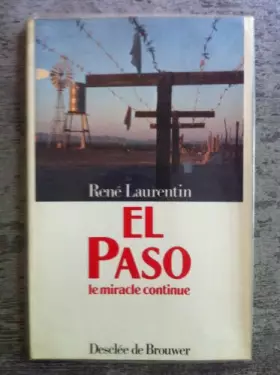 René Laurentin
EL
PASO
le miracle continue
Desclée de Brouwer